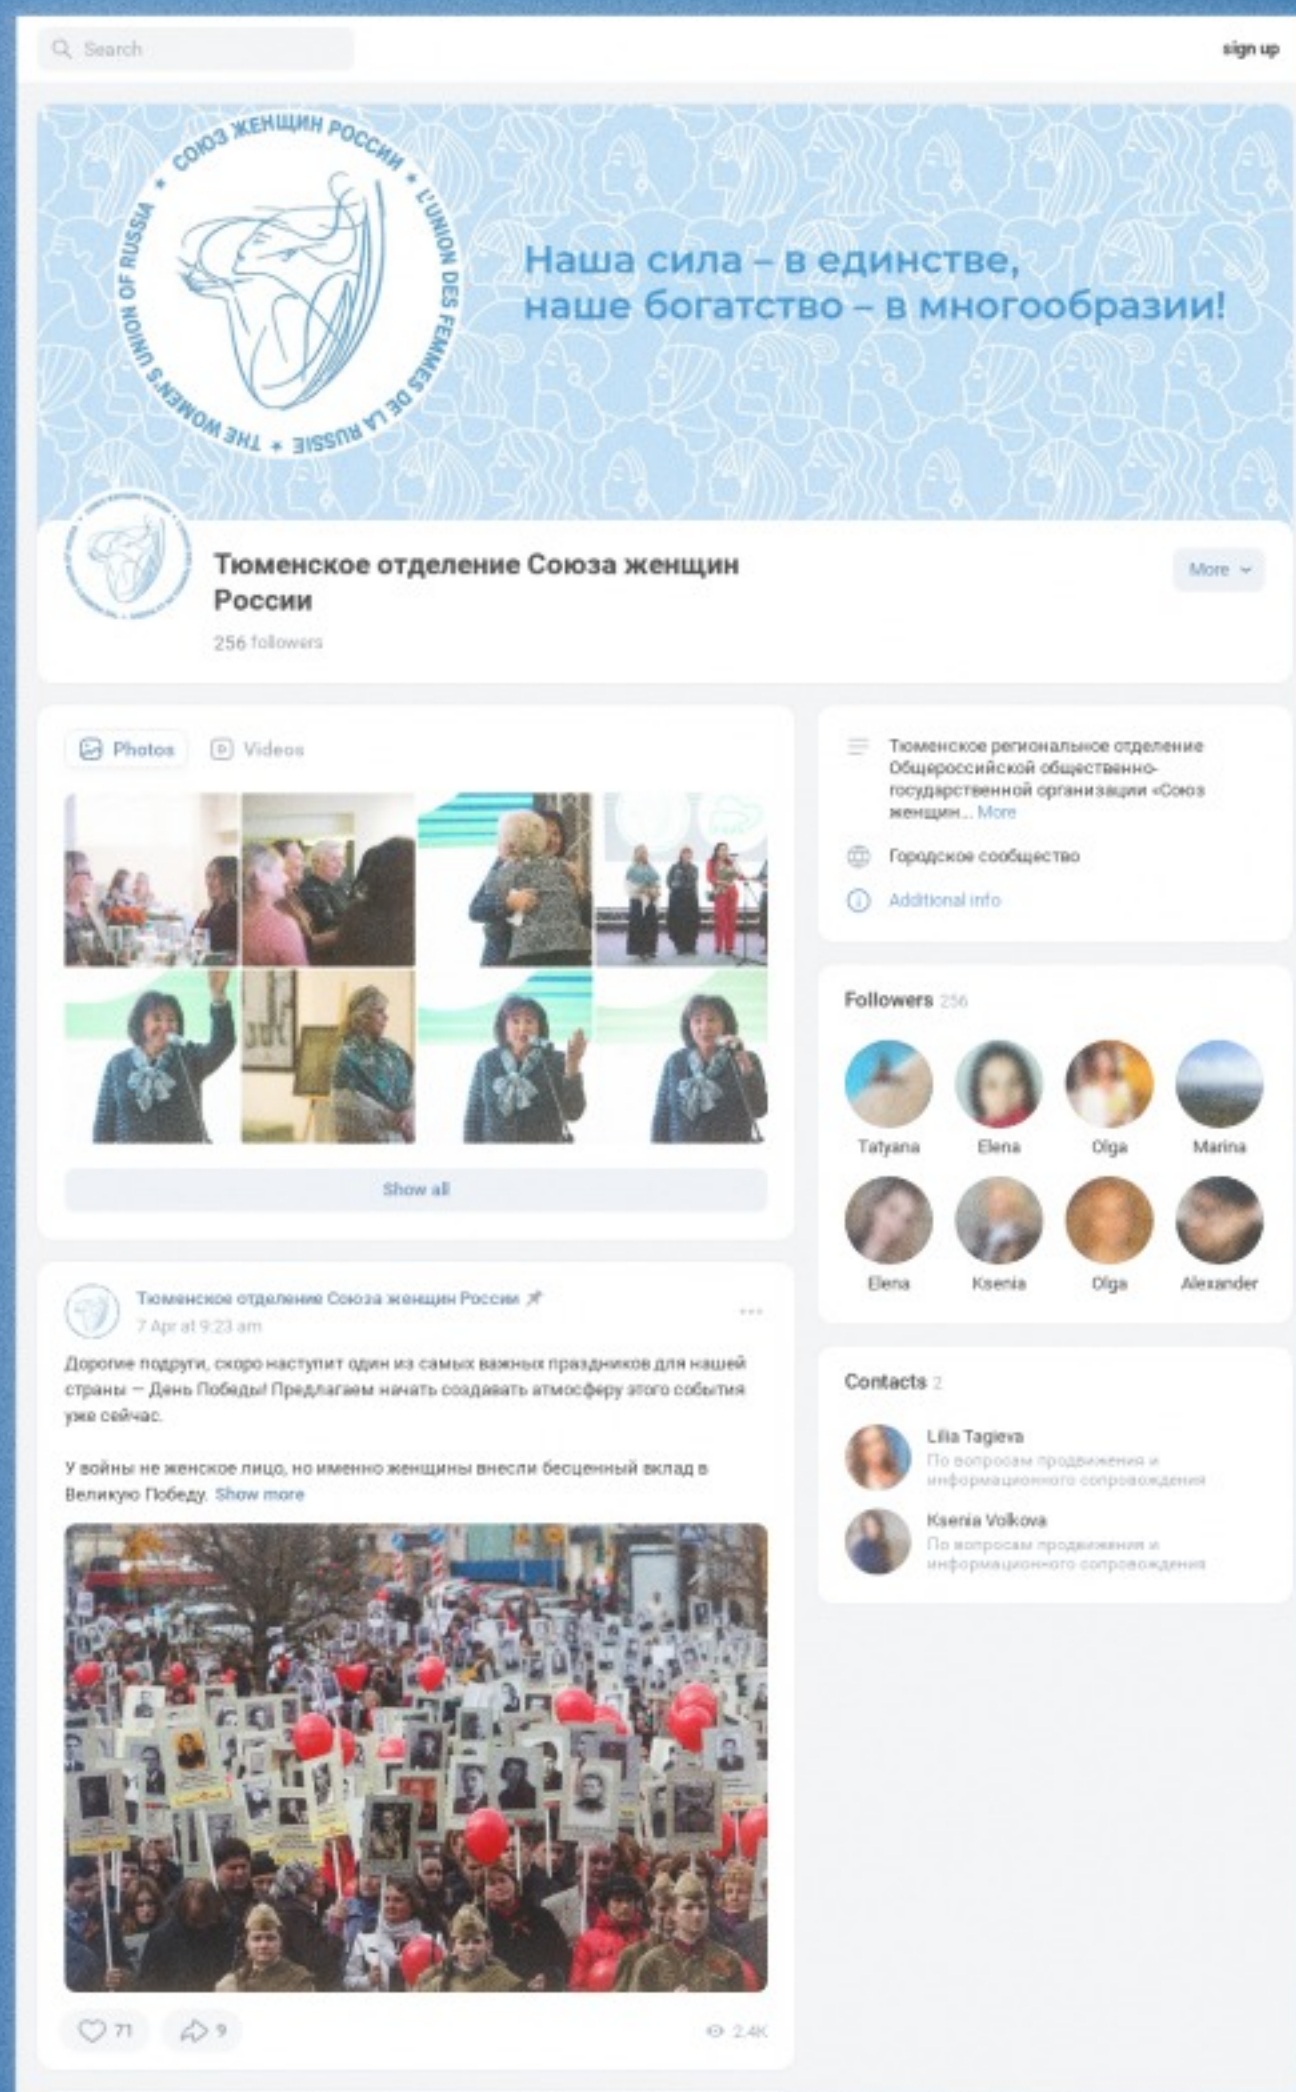 Search
sign up
СОЮЗ ЖЕНЩИН РОССИИ ★ L'UNION DES FEMMES DE LA RUSSIE ★ THE WOMEN'S UNION OF RUSSIA ★
Наша сила – в единстве,
наше богатство – в многообразии!
Тюменское отделение Союза женщин
России
256 followers
More
Photos
Videos
Show all
Тюменское региональное отделение
Общероссийской общественно-
государственной организации «Союз
женщин... More
Городское сообщество
Additional info
Followers 256
Tatyana
Elena
Olga
Marina
Elena
Ksenia
Olga
Alexander
Contacts 2
Lilia Tagieva
По вопросам продвижения и
информационного сопровождения
Ksenia Volkova
По вопросам продвижения и
информационного сопровождения
Тюменское отделение Союза женщин России
7 Apr at 9:23 am
Дорогие подруги, скоро наступит один из самых важных праздников для нашей
страны — День Победы! Предлагаем начать создавать атмосферу этого события
уже сейчас.
У войны не женское лицо, но именно женщины внесли бесценный вклад в
Великую Победу. Show more
71
9
2.4K